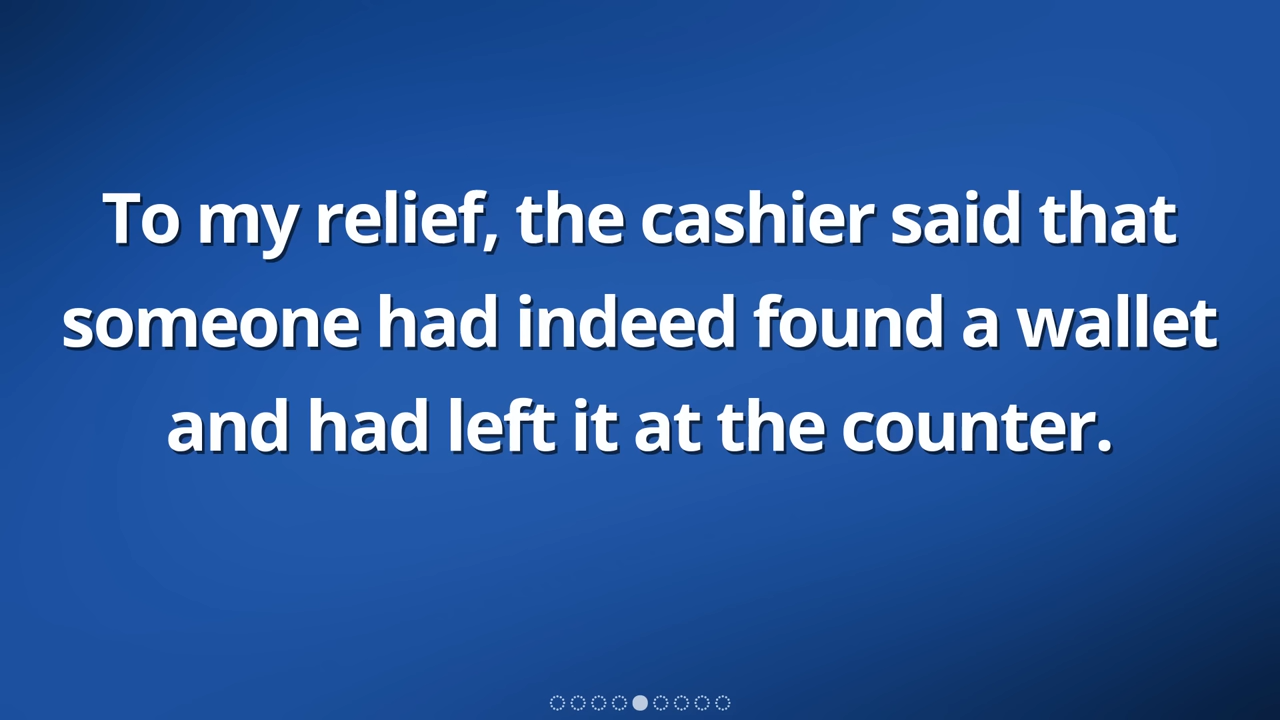 To my relief, the cashier said that
someone had indeed found a wallet
and had left it at the counter.